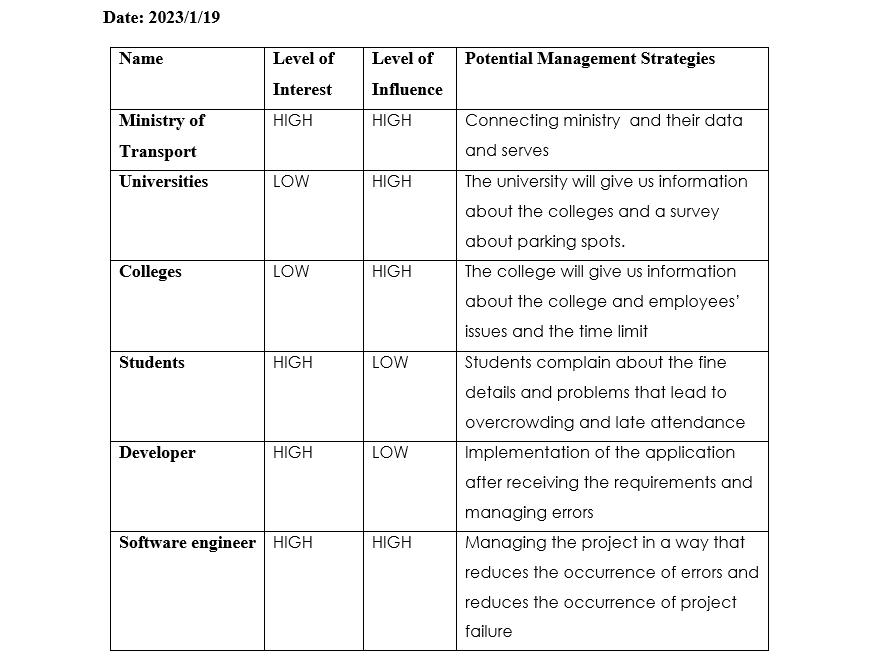 Date: 2023/1/19
Name
Level of
Interest
Level of
Influence
Potential Management Strategies
Ministry of
Transport
HIGH
HIGH
Connecting ministry  and their data
and serves
Universities
LOW
HIGH
The university will give us information
about the colleges and a survey
about parking spots.
Colleges
LOW
HIGH
The college will give us information
about the college and employees’
issues and the time limit
Students
HIGH
LOW
Students complain about the fine
details and problems that lead to
overcrowding and late attendance
Developer
HIGH
LOW
Implementation of the application
after receiving the requirements and
managing errors
Software engineer
HIGH
HIGH
Managing the project in a way that
reduces the occurrence of errors and
reduces the occurrence of project
failure